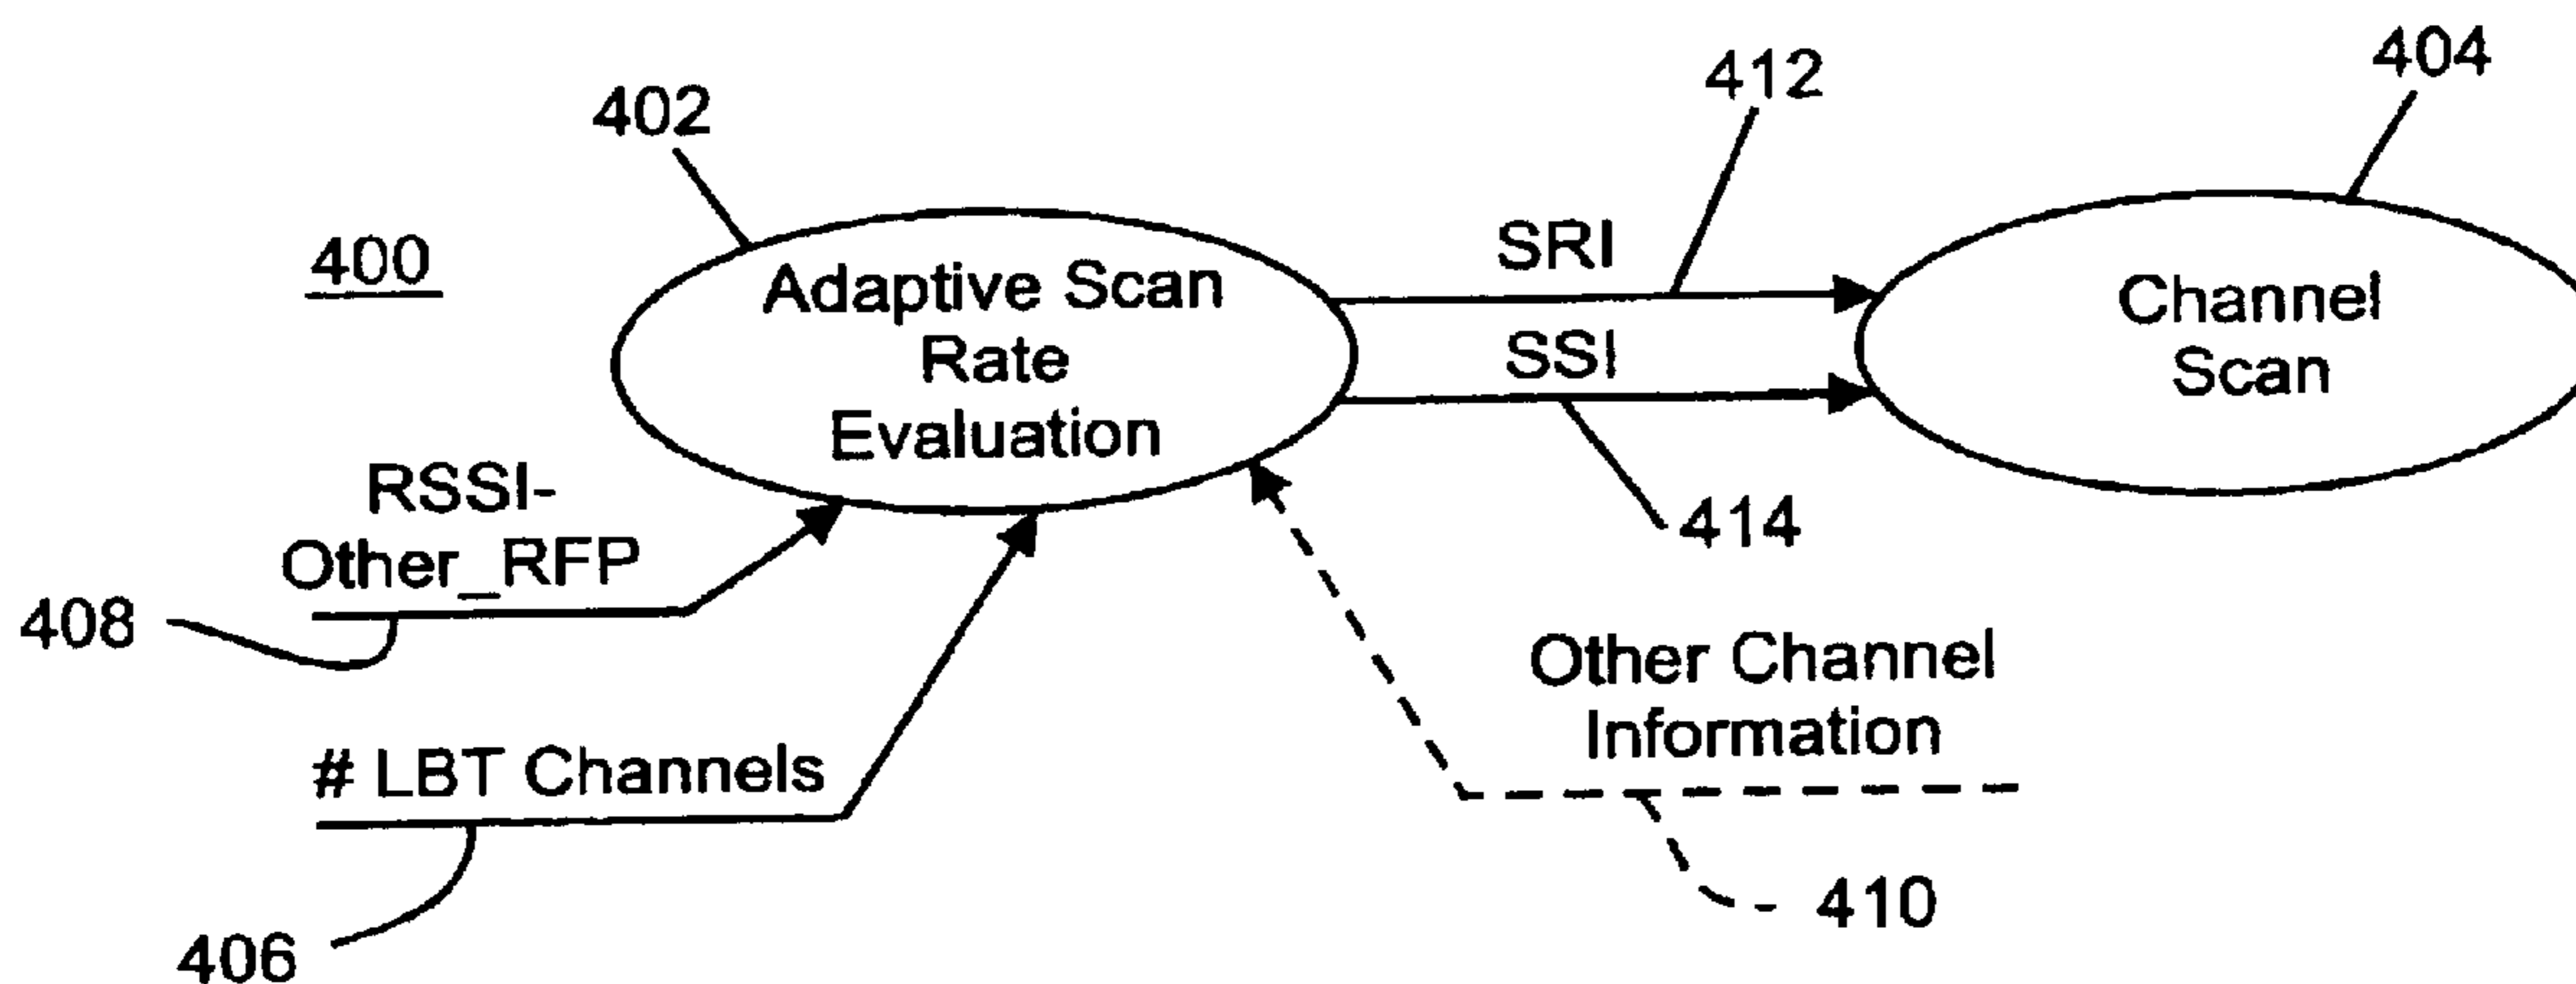 404
412
402
400
SRI
Adaptive Scan
Rate
Evaluation
Channel
Scan
SSI
RSSI-
Other_RFP
414
408
Other Channel
Information
# LBT Channels
410
406